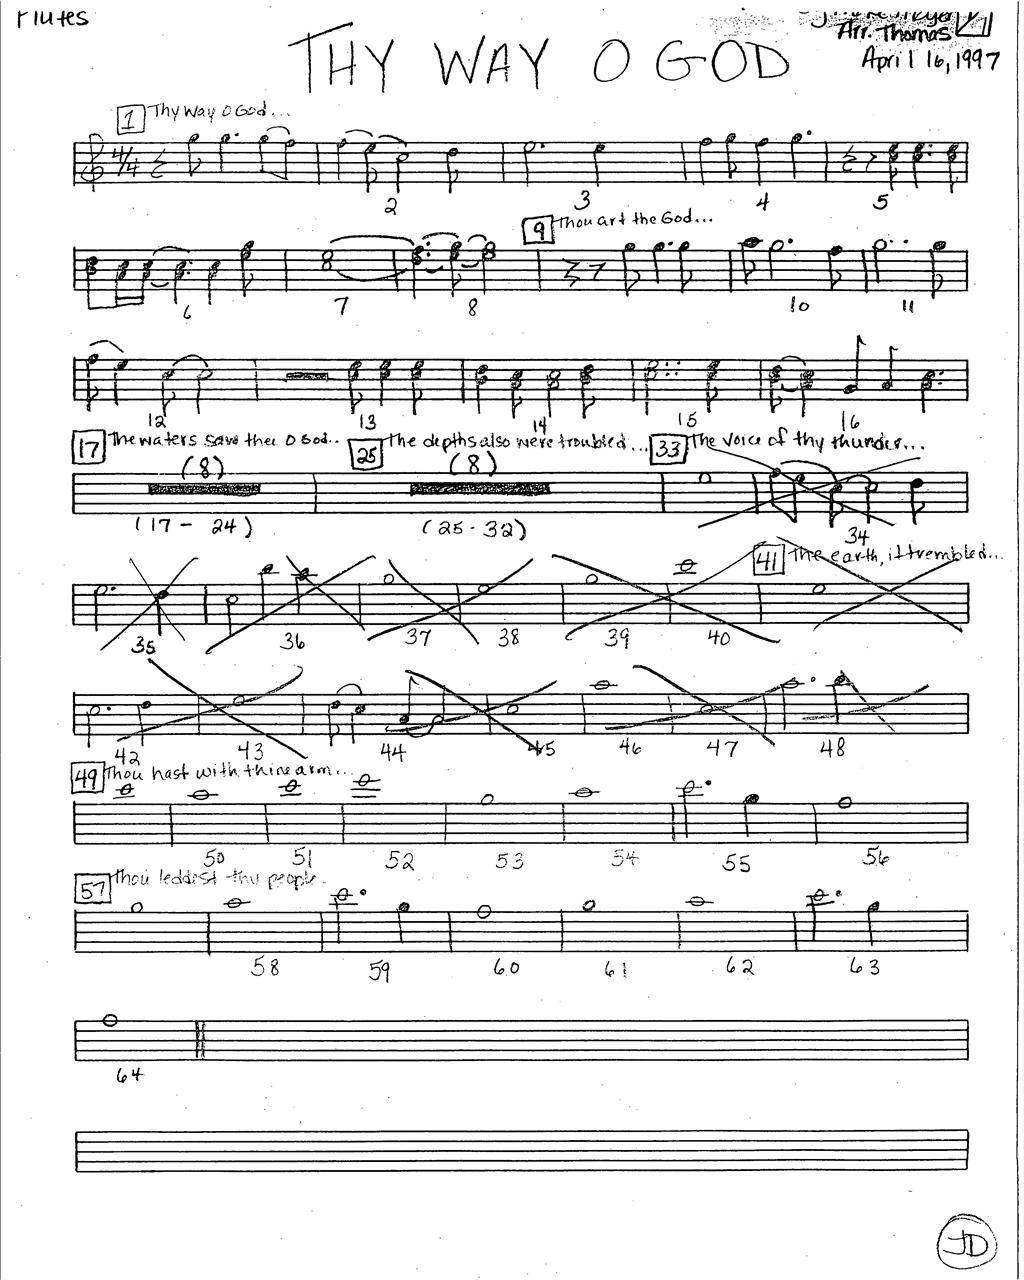 Flutes
Arr. Thomas
April 16, 1997
THY WAY O GOD
1 Thy Way O God...
4/4
2 3 4 5
9 Thou art the God...
6 7 8 10 11
12 13 14 15 16
17 The waters saw thee O God.. 25 The depths also were troubled... 33 The voice of thy thunder...
(8) (8)
(17 - 24) (25 - 32) 34
41 The earth, it trembled...
35 36 37 38 39 40
42 43 44 45 46 47 48
49 Thou hast with thine arm...
50 51 52 53 54 55 56
57 Thou leddest thy people.
58 59 60 61 62 63
64
JD